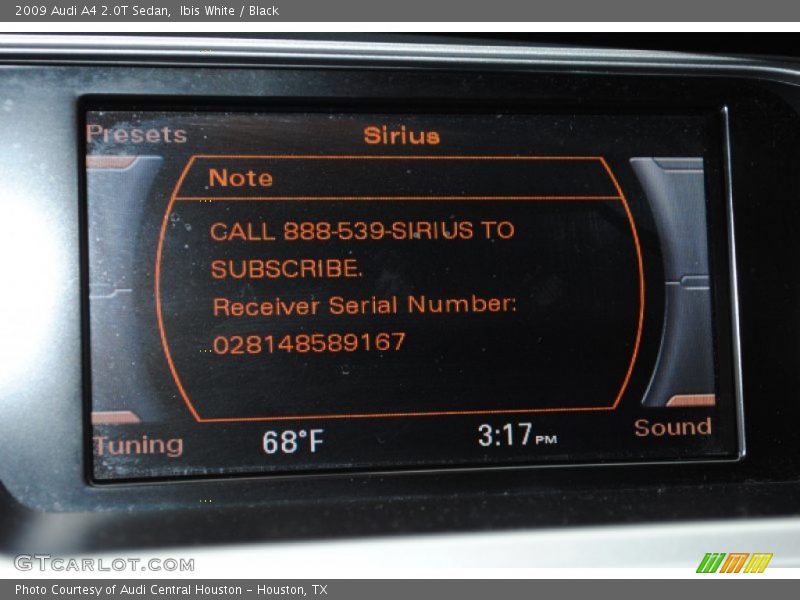 2009 Audi A4 2.0T Sedan,  Ibis White / Black
Presets
Sirius
Note
CALL 888-539-SIRIUS TO
SUBSCRIBE.
Receiver Serial Number:
028148589167
Tuning
68°F
3:17PM
Sound
GTCARLOT.COM
Photo Courtesy of Audi Central Houston - Houston, TX